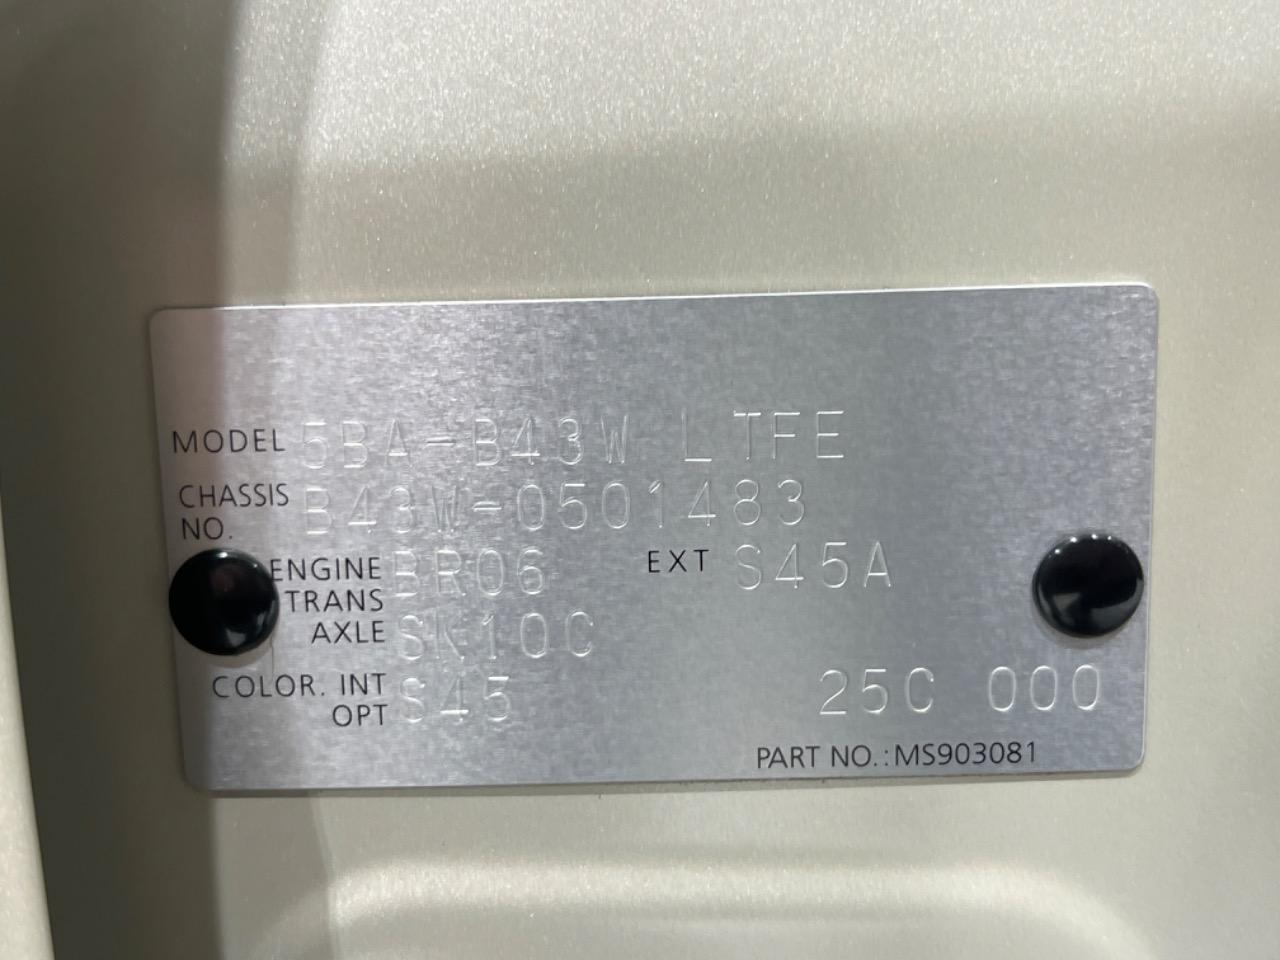 MODEL 5BA-B43W LTFE
CHASSIS NO. B43W-0501483
ENGINE BR06 EXT S45A
TRANS AXLE SK10C
COLOR. INT S45
OPT 25C 000
PART NO.:MS903081